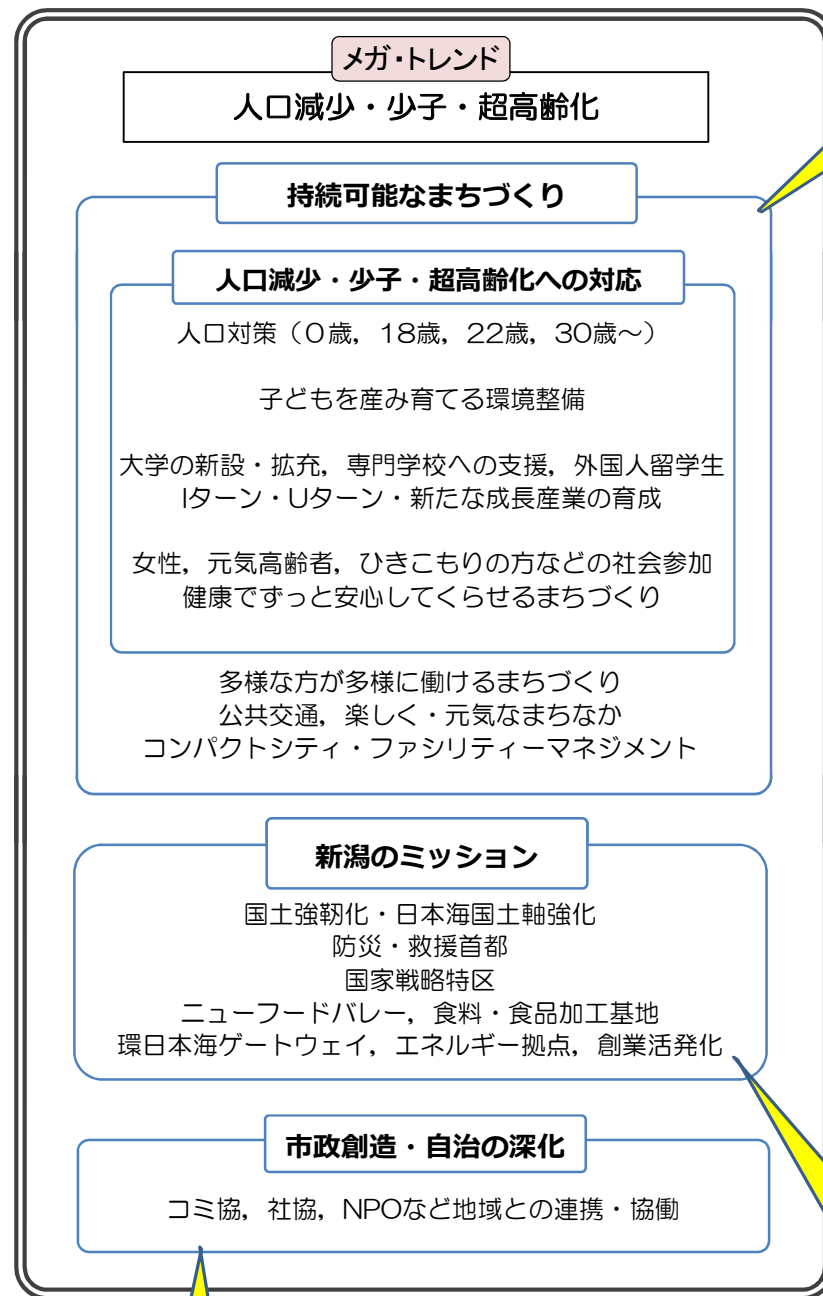 メガ・トレンド
人口減少・少子・超高齢化
持続可能なまちづくり
人口減少・少子・超高齢化への対応
人口対策（０歳，18歳，22歳，30歳～）
子どもを産み育てる環境整備
大学の新設・拡充，専門学校への支援，外国人留学生
Iターン・Uターン・新たな成長産業の育成
女性，元気高齢者，ひきこもりの方などの社会参加
健康でずっと安心してくらせるまちづくり
多様な方が多様に働けるまちづくり
公共交通，楽しく・元気なまちなか
コンパクトシティ・ファシリティーマネジメント
新潟のミッション
国土強靭化・日本海国土軸強化
防災・救援首都
国家戦略特区
ニューフードバレー，食料・食品加工基地
環日本海ゲートウェイ，エネルギー拠点，創業活発化
市政創造・自治の深化
コミ協，社協，NPOなど地域との連携・協働